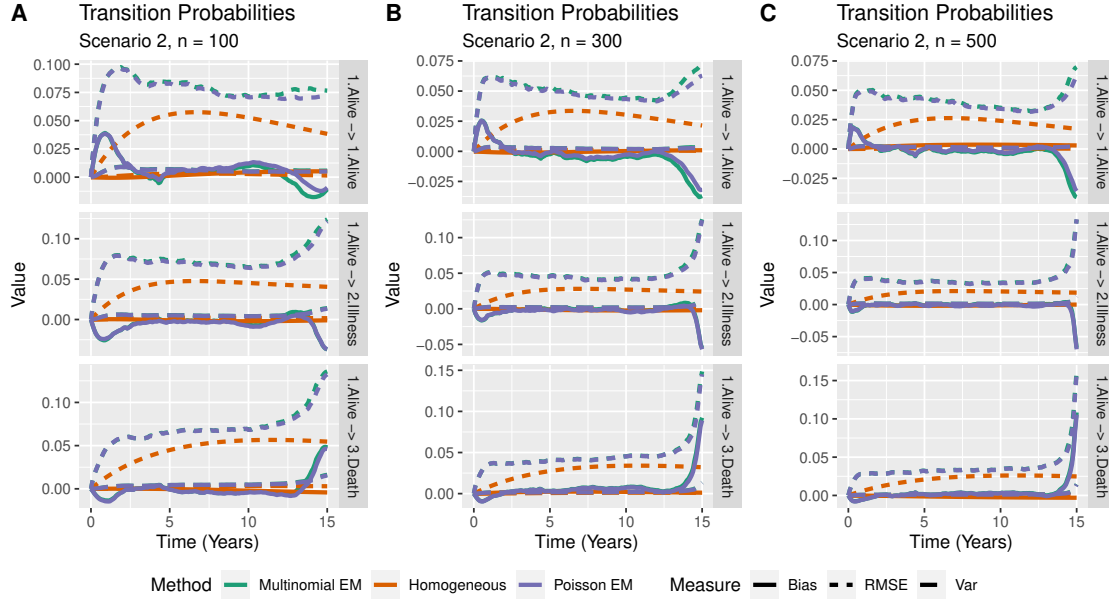 A
Transition Probabilities
Scenario 2, n = 100
0.100
0.075
0.050
0.025
0.000
1.Alive −> 1.Alive
0.10
0.05
0.00
1.Alive −> 2.Illness
0.15
0.10
0.05
0.00
1.Alive −> 3.Death
Value
0
5
10
15
Time (Years)
B
Transition Probabilities
Scenario 2, n = 300
0.075
0.050
0.025
0.000
−0.025
1.Alive −> 1.Alive
0.10
0.05
0.00
−0.05
1.Alive −> 2.Illness
0.15
0.10
0.05
0.00
1.Alive −> 3.Death
Value
0
5
10
15
Time (Years)
C
Transition Probabilities
Scenario 2, n = 500
0.075
0.050
0.025
0.000
−0.025
1.Alive −> 1.Alive
0.10
0.05
0.00
−0.05
1.Alive −> 2.Illness
0.15
0.10
0.05
0.00
1.Alive −> 3.Death
Value
0
5
10
15
Time (Years)
Method Multinomial EM Homogeneous Poisson EM Measure Bias RMSE Var